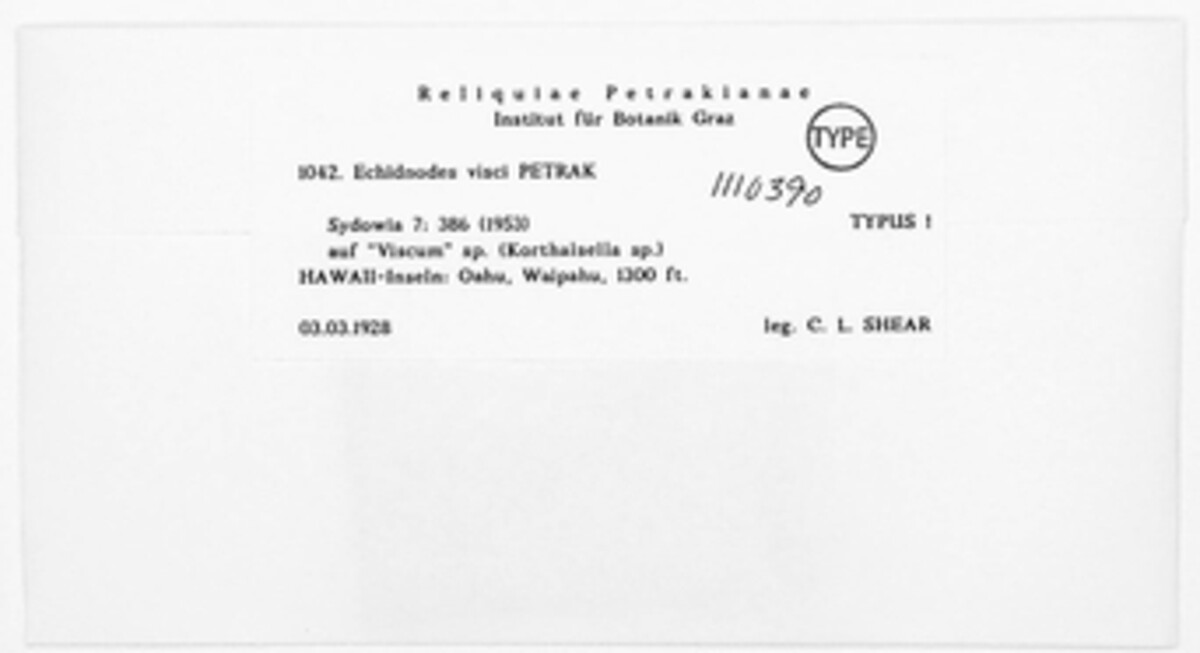 Reliquiae Petrakianae
Institut für Botanik Graz
TYPE
1042. Echidnodes visci PETRAK
1110390
Sydowia 7: 386 (1953)
TYPUS !
auf "Viscum" sp. (Korthalsella sp.)
HAWAII-Inseln: Oahu, Waipahu, 1300 ft.
03.03.1928
leg. C. L. SHEAR